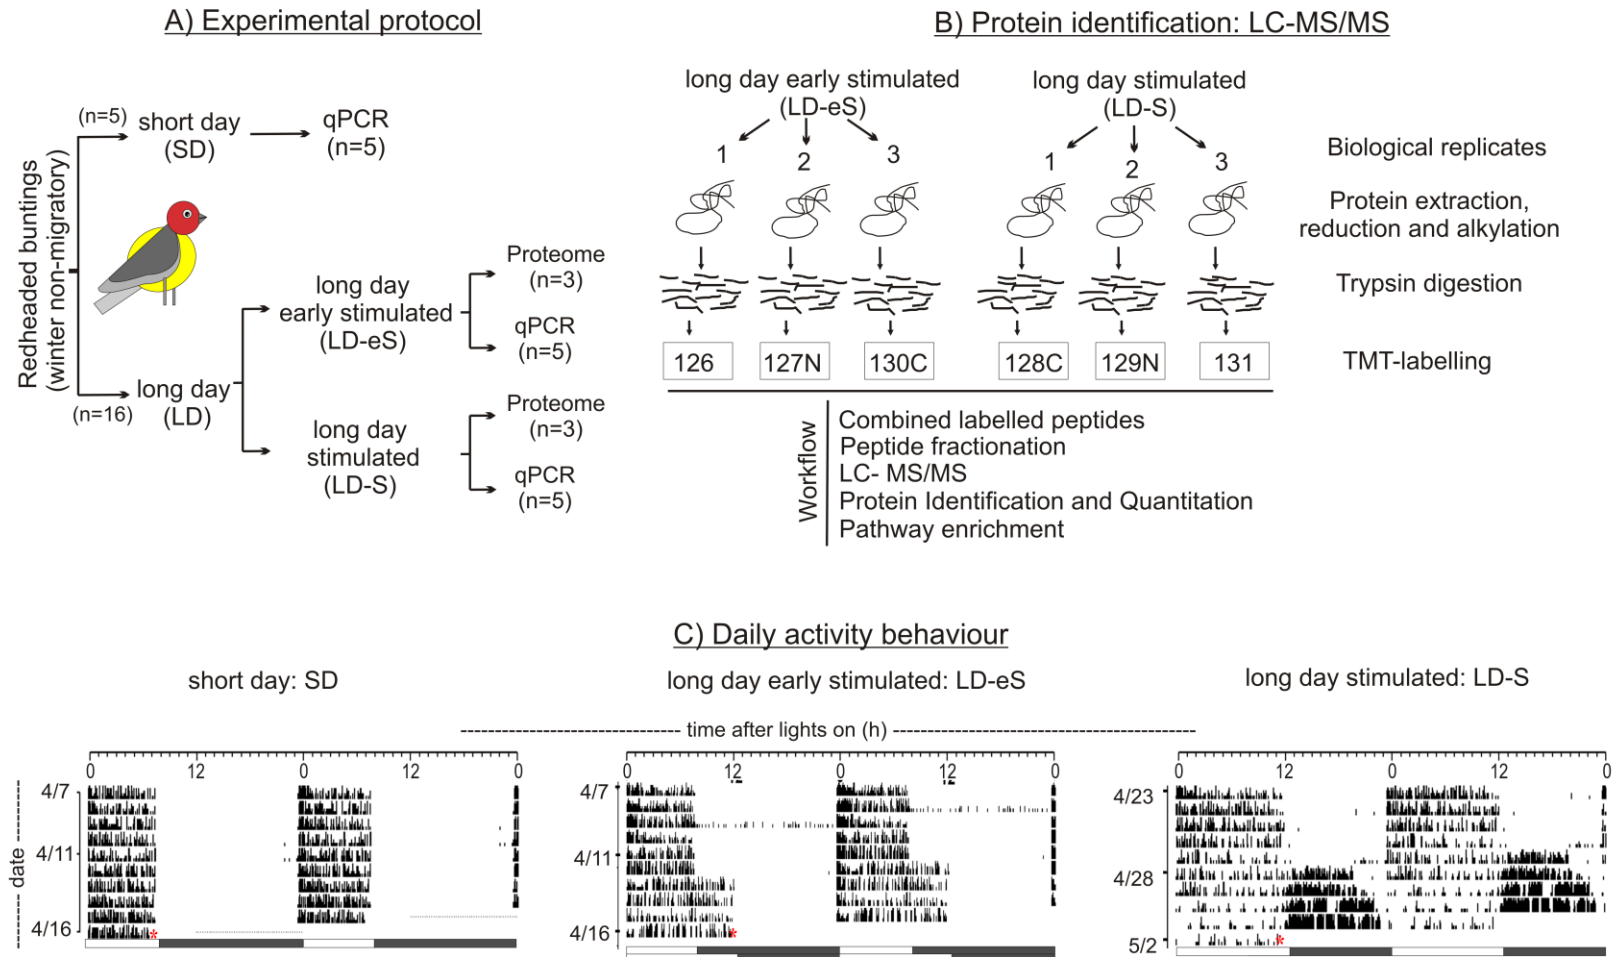 A) Experimental protocol
Redheaded buntings
(winter non-migratory)
(n=5)
short day
(SD)
qPCR
(n=5)
(n=16)
long day
(LD)
long day
early stimulated
(LD-eS)
Proteome
(n=3)
qPCR
(n=5)
long day
stimulated
(LD-S)
Proteome
(n=3)
qPCR
(n=5)
B) Protein identification: LC-MS/MS
long day early stimulated
(LD-eS)
long day stimulated
(LD-S)
1 2 3 1 2 3
Biological replicates
Protein extraction,
reduction and alkylation
Trypsin digestion
126 127N 130C 128C 129N 131
TMT-labelling
Workflow
Combined labelled peptides
Peptide fractionation
LC- MS/MS
Protein Identification and Quantitation
Pathway enrichment
C) Daily activity behaviour
short day: SD
long day early stimulated: LD-eS
long day stimulated: LD-S
time after lights on (h)
0 12 0 12 0
0 12 0 12 0
0 12 0 12 0
date
4/7
4/11
4/16
*
4/7
4/11
4/16
*
4/23
4/28
5/2
*